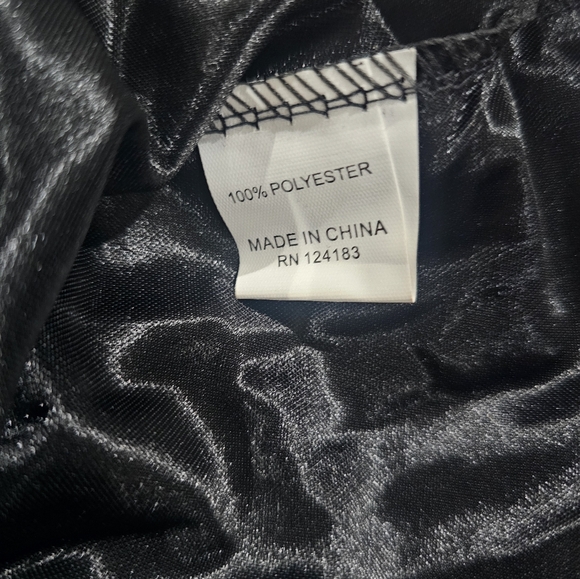 100% POLYESTER
MADE IN CHINA
RN 124183